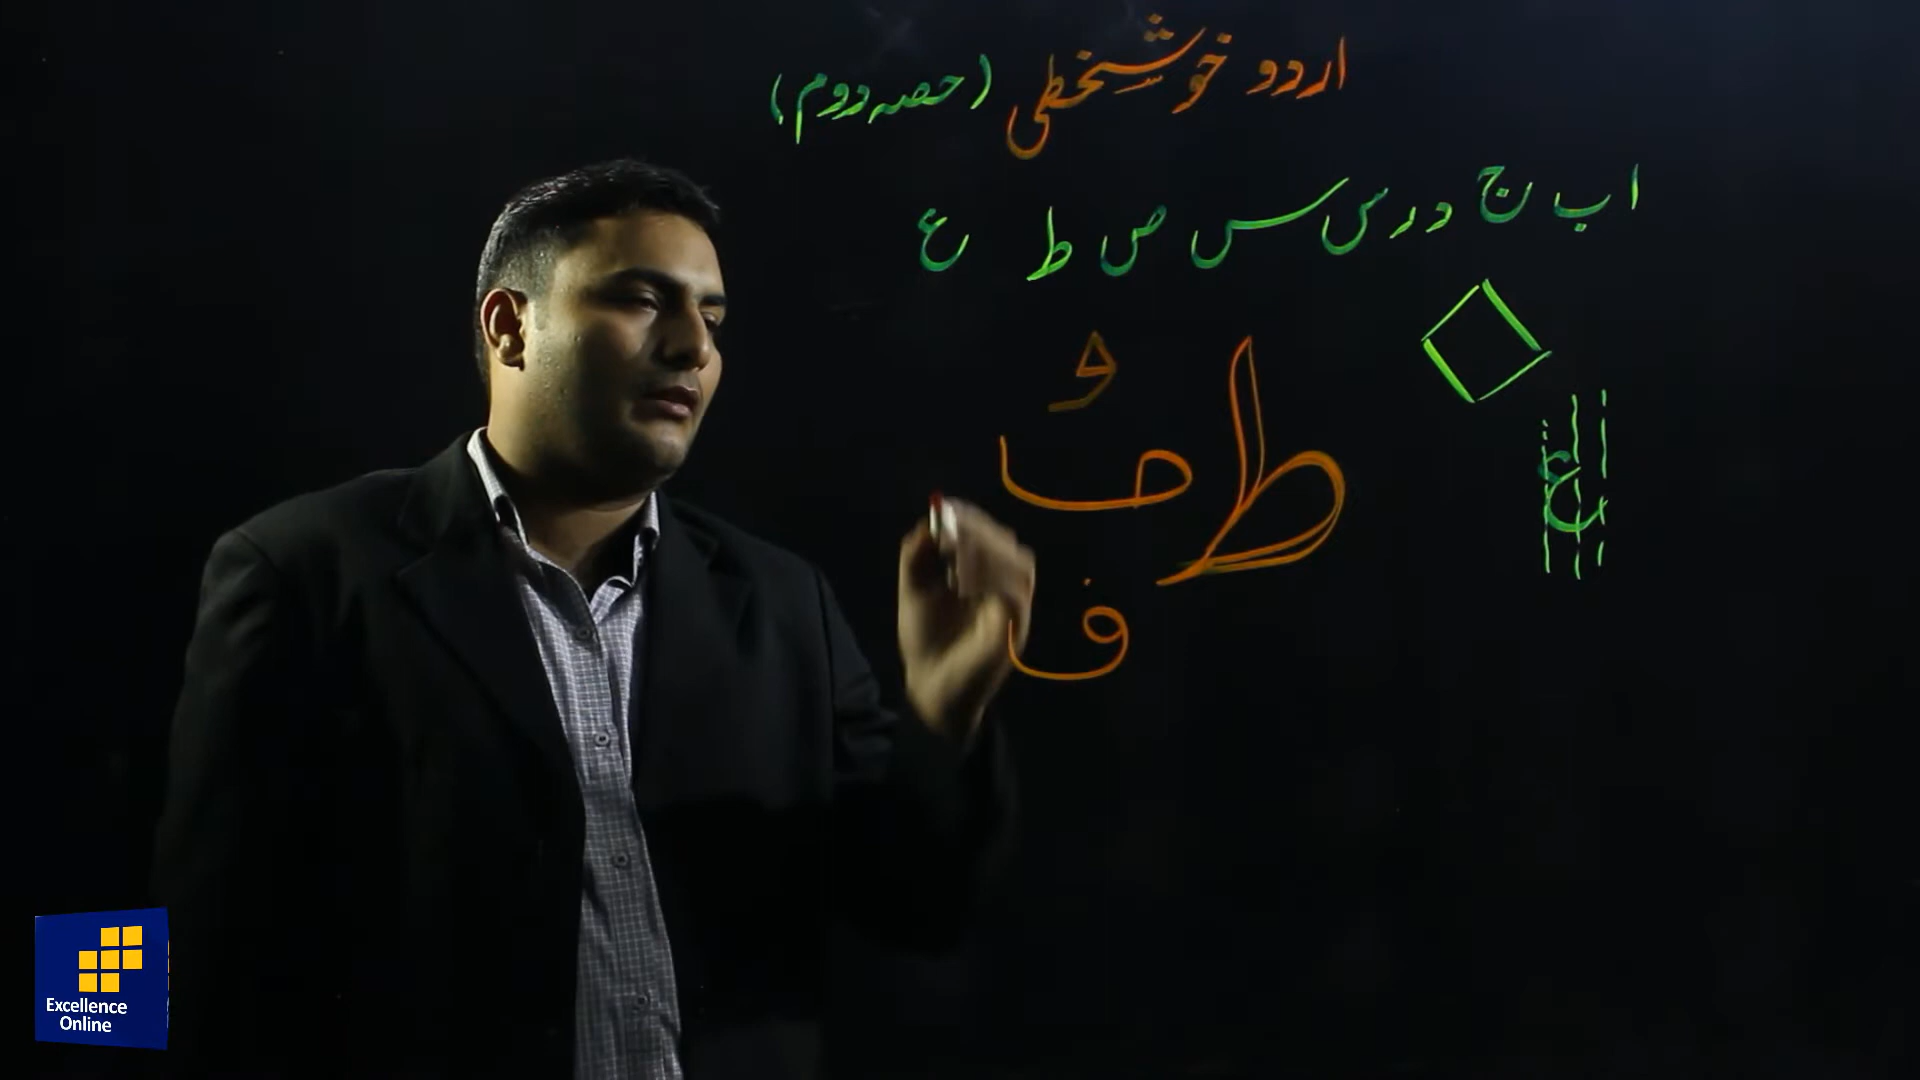 اردو خوشخطی (حصہ دوم)
ا ب ج د ر س س ص ط ع
و
ط
ف
ع
Excellence
Online